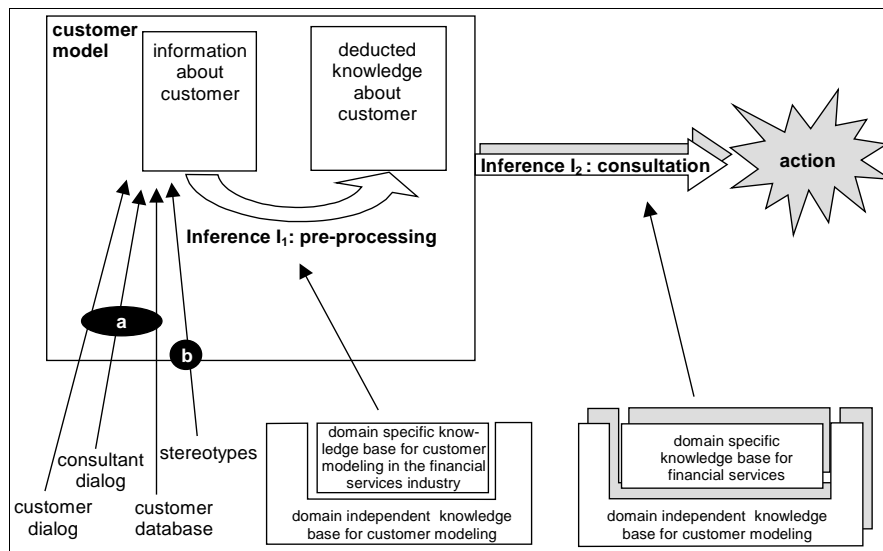 customer
model
information
about
customer
deducted
knowledge
about
customer
Inference I₂ : consultation
action
Inference I₁: pre-processing
a
b
stereotypes
consultant
dialog
customer
dialog
customer
database
domain specific know-
ledge base for customer
modeling in the financial
services industry
domain independent knowledge
base for customer modeling
domain specific
knowledge base for
financial services
domain independent knowledge
base for customer modeling